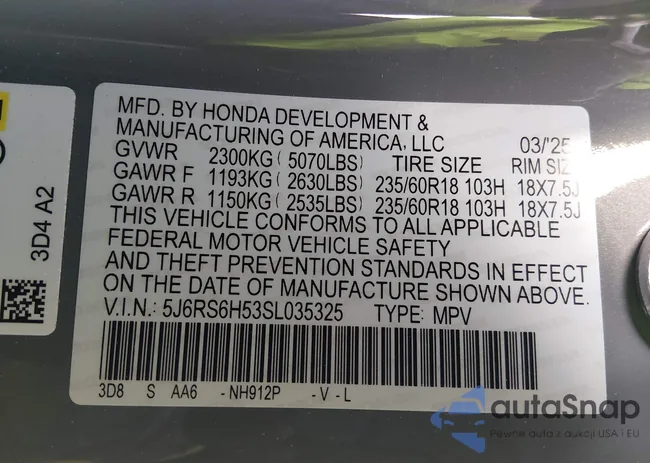 MFD. BY HONDA DEVELOPMENT &
MANUFACTURING OF AMERICA, LLC 03/'25
GVWR 2300KG (5070LBS) TIRE SIZE RIM SIZE
GAWR F 1193KG (2630LBS) 235/60R18 103H 18X7.5J
GAWR R 1150KG (2535LBS) 235/60R18 103H 18X7.5J
THIS VEHICLE CONFORMS TO ALL APPLICABLE
FEDERAL MOTOR VEHICLE SAFETY
AND THEFT PREVENTION STANDARDS IN EFFECT
ON THE DATE OF MANUFACTURE SHOWN ABOVE.
V.I.N.: 5J6RS6H53SL035325 TYPE: MPV
3D8 S AA6 -NH912P -V-L
3D4 A2
autaSnap
Pewne auta z aukcji USA i EU